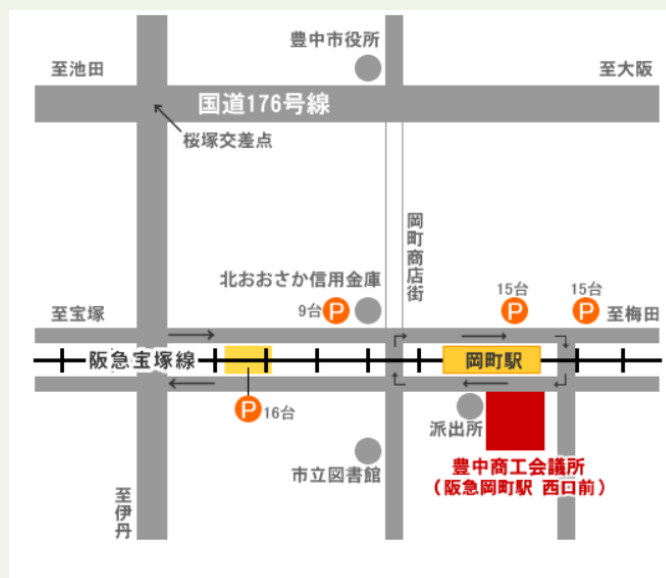 豊中市役所
至池田
至大阪
国道176号線
桜塚交差点
岡町商店街
北おおさか信用金庫
15台
15台
9台
P
P
P
至宝塚
至梅田
阪急宝塚線
岡町駅
P
16台
派出所
市立図書館
豊中商工会議所
（阪急岡町駅 西口前）
至伊丹